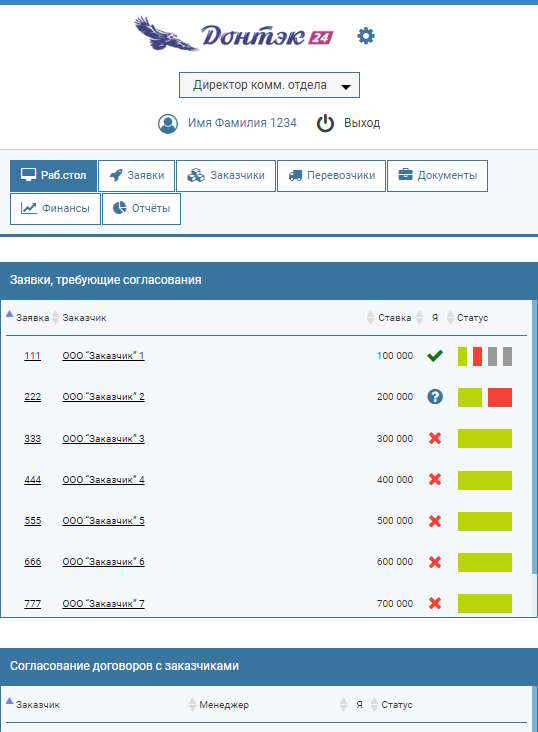 Донтэк 24
Директор комм. отдела
Имя Фамилия 1234 Выход
Раб.стол Заявки Заказчики Перевозчики Документы
Финансы Отчёты
Заявки, требующие согласования
Заявка Заказчик Ставка Я Статус
111 ООО "Заказчик" 1 100 000
222 ООО "Заказчик" 2 200 000
333 ООО "Заказчик" 3 300 000
444 ООО "Заказчик" 4 400 000
555 ООО "Заказчик" 5 500 000
666 ООО "Заказчик" 6 600 000
777 ООО "Заказчик" 7 700 000
Согласование договоров с заказчиками
Заказчик Менеджер Я Статус